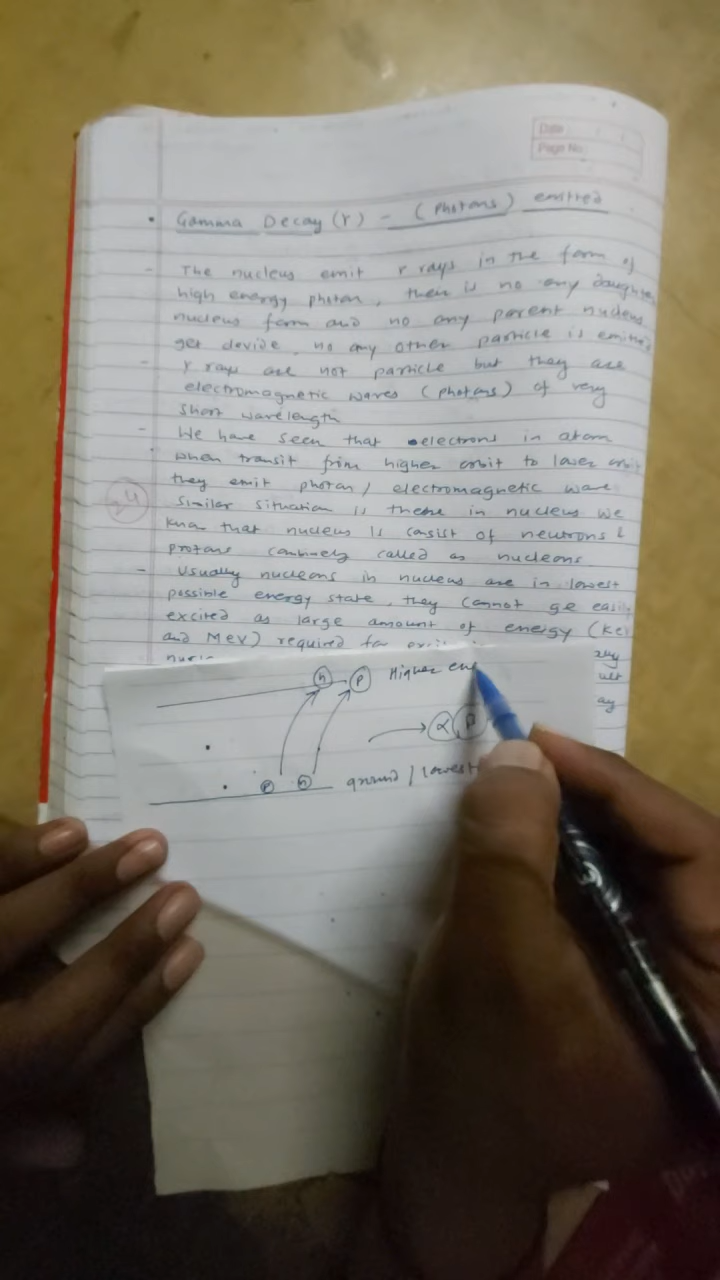 Date
Page No.
• Gamma Decay (γ) - (photons) emitted
- The nucleus emit γ rays in the form of
high energy photon, their is no any daughter
nucleus form and no any parent nucleus
get devide, no any other particle is emitted
- γ rays are not particle but they are
electromagnetic waves (photons) of very
short wavelength
- We have seen that electrons in atom
when transit from higher orbit to lower orbit
they emit photon / electromagnetic wave
similar situation is there in nucleus we
know that nucleus is consist of neutrons &
protons combinely called as nucleons.
- Usually nucleons in nucleus are in lowest
possible energy state, they cannot ge easily
excited as large amount of energy (KeV
and MeV) required for
n p Higher ene
α β
p n ground / lowest